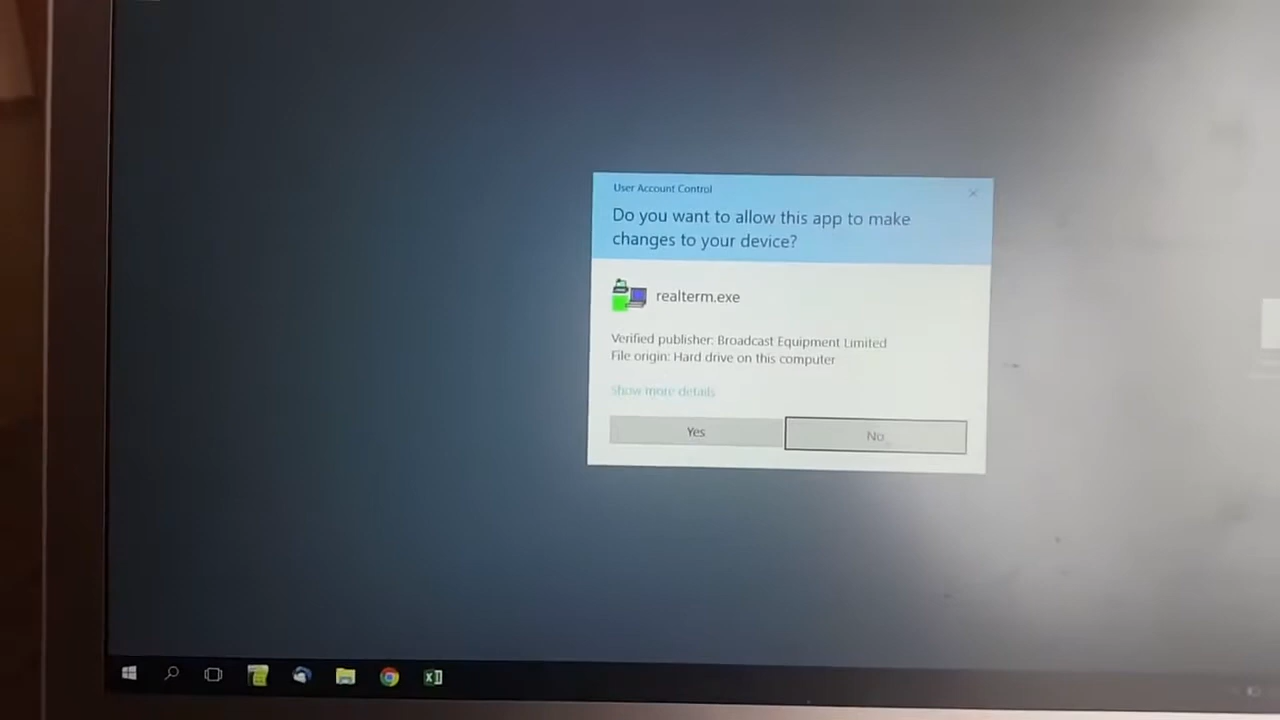 User Account Control
Do you want to allow this app to make
changes to your device?
realterm.exe
Verified publisher: Broadcast Equipment Limited
File origin: Hard drive on this computer
Show more details
Yes
No